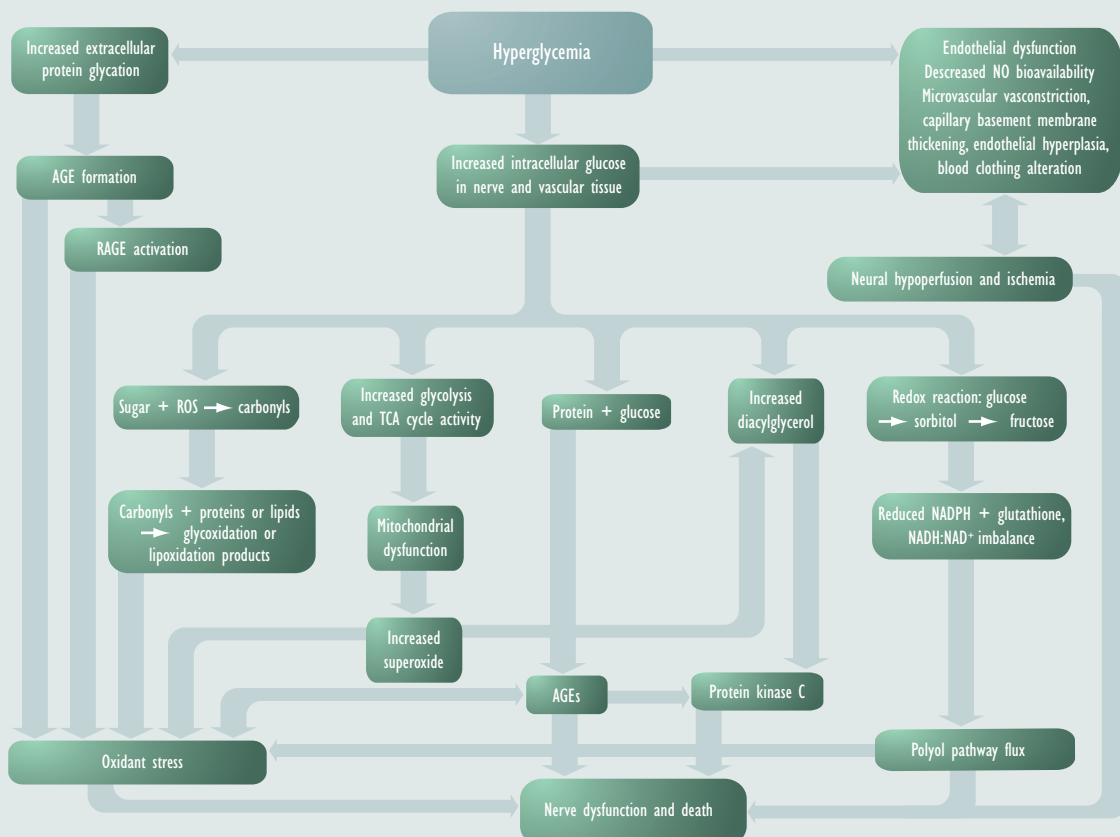 Increased extracellular
protein glycation
Hyperglycemia
Endothelial dysfunction
Descreased NO bioavailability
Microvascular vasconstriction,
capillary basement membrane
thickening, endothelial hyperplasia,
blood clothing alteration
AGE formation
Increased intracellular glucose
in nerve and vascular tissue
RAGE activation
Neural hypoperfusion and ischemia
Sugar + ROS → carbonyls
Increased glycolysis
and TCA cycle activity
Protein + glucose
Increased
diacylglycerol
Redox reaction: glucose
→ sorbitol → fructose
Carbonyls + proteins or lipids
→ glycoxidation or
lipoxidation products
Mitochondrial
dysfunction
Reduced NADPH + glutathione,
NADH:NAD⁺ imbalance
Increased
superoxide
AGEs
Protein kinase C
Oxidant stress
Polyol pathway flux
Nerve dysfunction and death